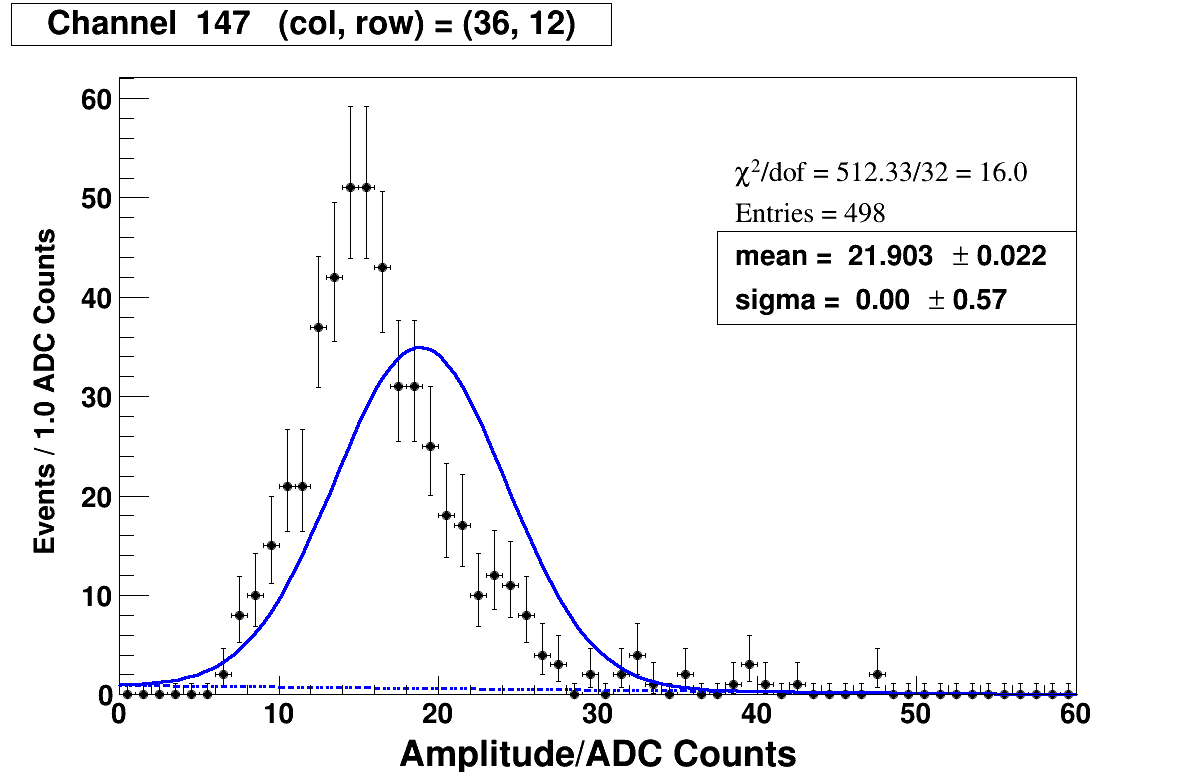 Channel 147 (col, row) = (36, 12)
60
50
40
30
20
10
0
Events / 1.0 ADC Counts
χ²/dof = 512.33/32 = 16.0
Entries = 498
mean = 21.903 ± 0.022
sigma = 0.00 ± 0.57
0 10 20 30 40 50 60
Amplitude/ADC Counts